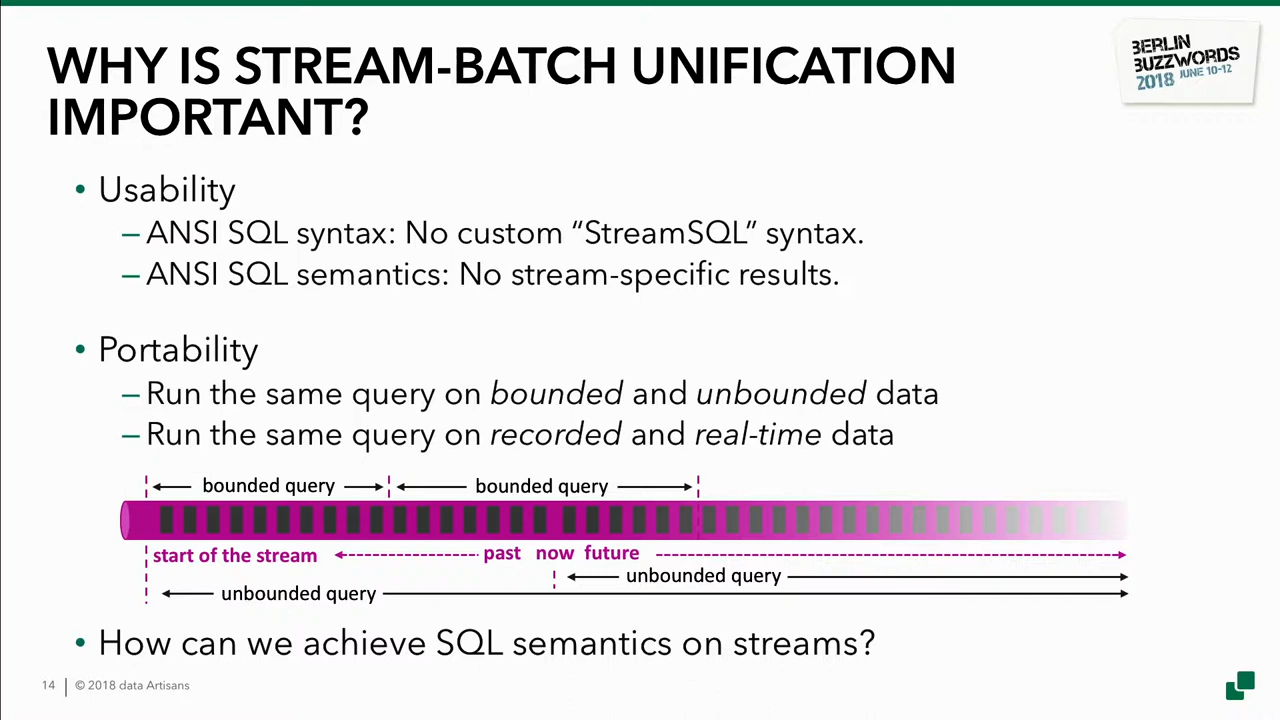 WHY IS STREAM-BATCH UNIFICATION
IMPORTANT?
BERLIN
BUZZWORDS
2018 JUNE 10-12
• Usability
– ANSI SQL syntax: No custom “StreamSQL” syntax.
– ANSI SQL semantics: No stream-specific results.
• Portability
– Run the same query on bounded and unbounded data
– Run the same query on recorded and real-time data
bounded query bounded query
start of the stream past now future
unbounded query
unbounded query
• How can we achieve SQL semantics on streams?
14 © 2018 data Artisans